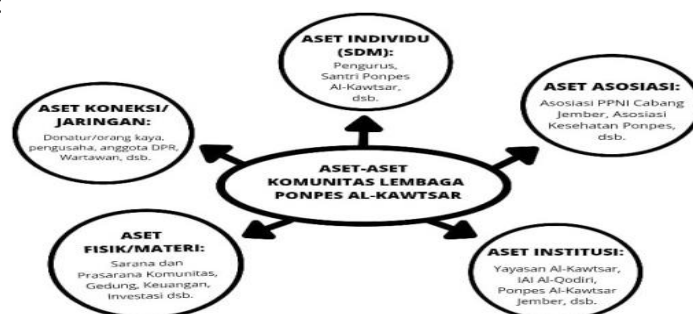 ASET INDIVIDU
(SDM):
Pengurus,
Santri Ponpes
Al-Kawtsar,
dsb.
ASET KONEKSI/
JARINGAN:
Donatur/orang kaya,
pengusaha, anggota DPR,
Wartawan, dsb.
ASET ASOSIASI:
Asosiasi PPNI Cabang
Jember, Asosiasi
Kesehatan Ponpes,
dsb.
ASET-ASET
KOMUNITAS LEMBAGA
PONPES AL-KAWTSAR
ASET
FISIK/MATERI:
Sarana dan
Prasarana Komunitas,
Gedung, Keuangan,
Investasi dsb.
ASET INSTITUSI:
Yayasan Al-Kawtsar,
IAI Al-Qodiri,
Ponpes Al-Kawtsar
Jember, dsb.